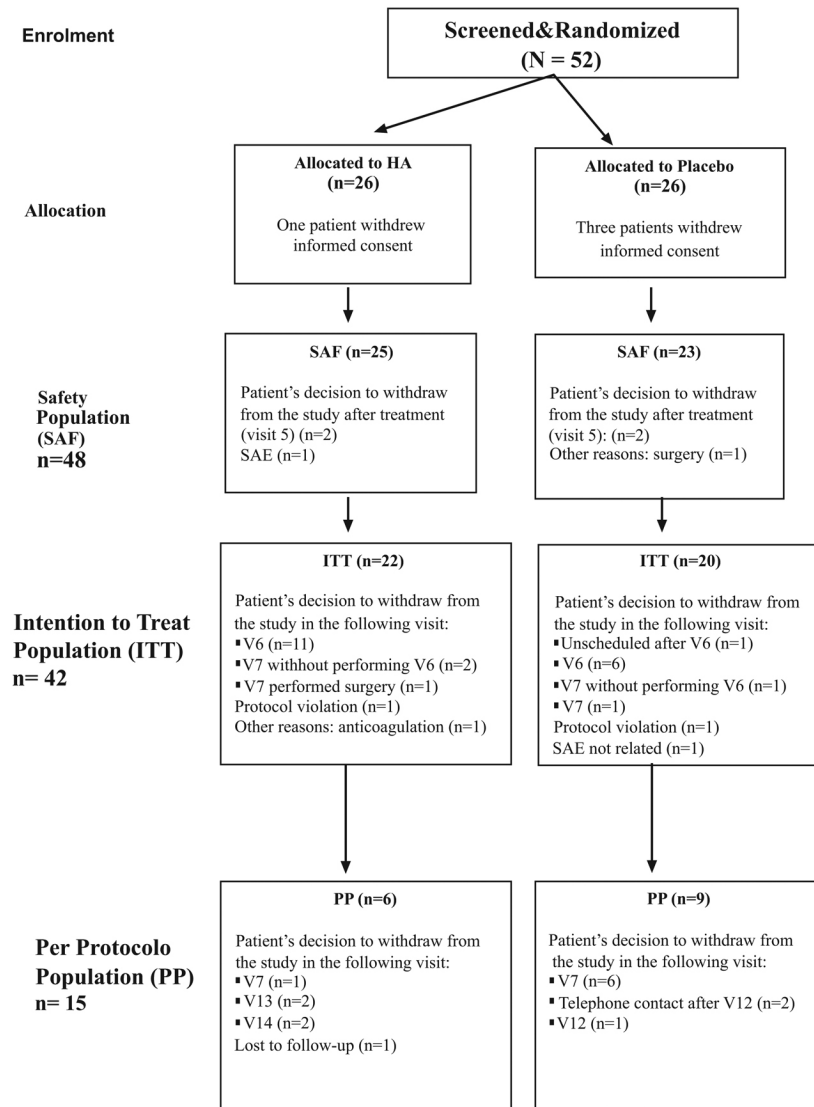 Enrolment
Screened&Randomized
(N = 52)
Allocation
Allocated to HA
(n=26)
One patient withdrew
informed consent
Allocated to Placebo
(n=26)
Three patients withdrew
informed consent
Safety
Population
(SAF)
n=48
SAF (n=25)
Patient’s decision to withdraw
from the study after treatment
(visit 5) (n=2)
SAE (n=1)
SAF (n=23)
Patient’s decision to withdraw
from the study after treatment
(visit 5): (n=2)
Other reasons: surgery (n=1)
Intention to Treat
Population (ITT)
n= 42
ITT (n=22)
Patient’s decision to withdraw from
the study in the following visit:
▪ V6 (n=11)
▪ V7 withhout performing V6 (n=2)
▪ V7 performed surgery (n=1)
Protocol violation (n=1)
Other reasons: anticoagulation (n=1)
ITT (n=20)
Patient’s decision to withdraw from
the study in the following visit:
▪ Unscheduled after V6 (n=1)
▪ V6 (n=6)
▪ V7 without performing V6 (n=1)
▪ V7 (n=1)
Protocol violation (n=1)
SAE not related (n=1)
Per Protocolo
Population (PP)
n= 15
PP (n=6)
Patient’s decision to withdraw from
the study in the following visit:
▪ V7 (n=1)
▪ V13 (n=2)
▪ V14 (n=2)
Lost to follow-up (n=1)
PP (n=9)
Patient’s decision to withdraw from
the study in the following visit:
▪ V7 (n=6)
▪ Telephone contact after V12 (n=2)
▪ V12 (n=1)